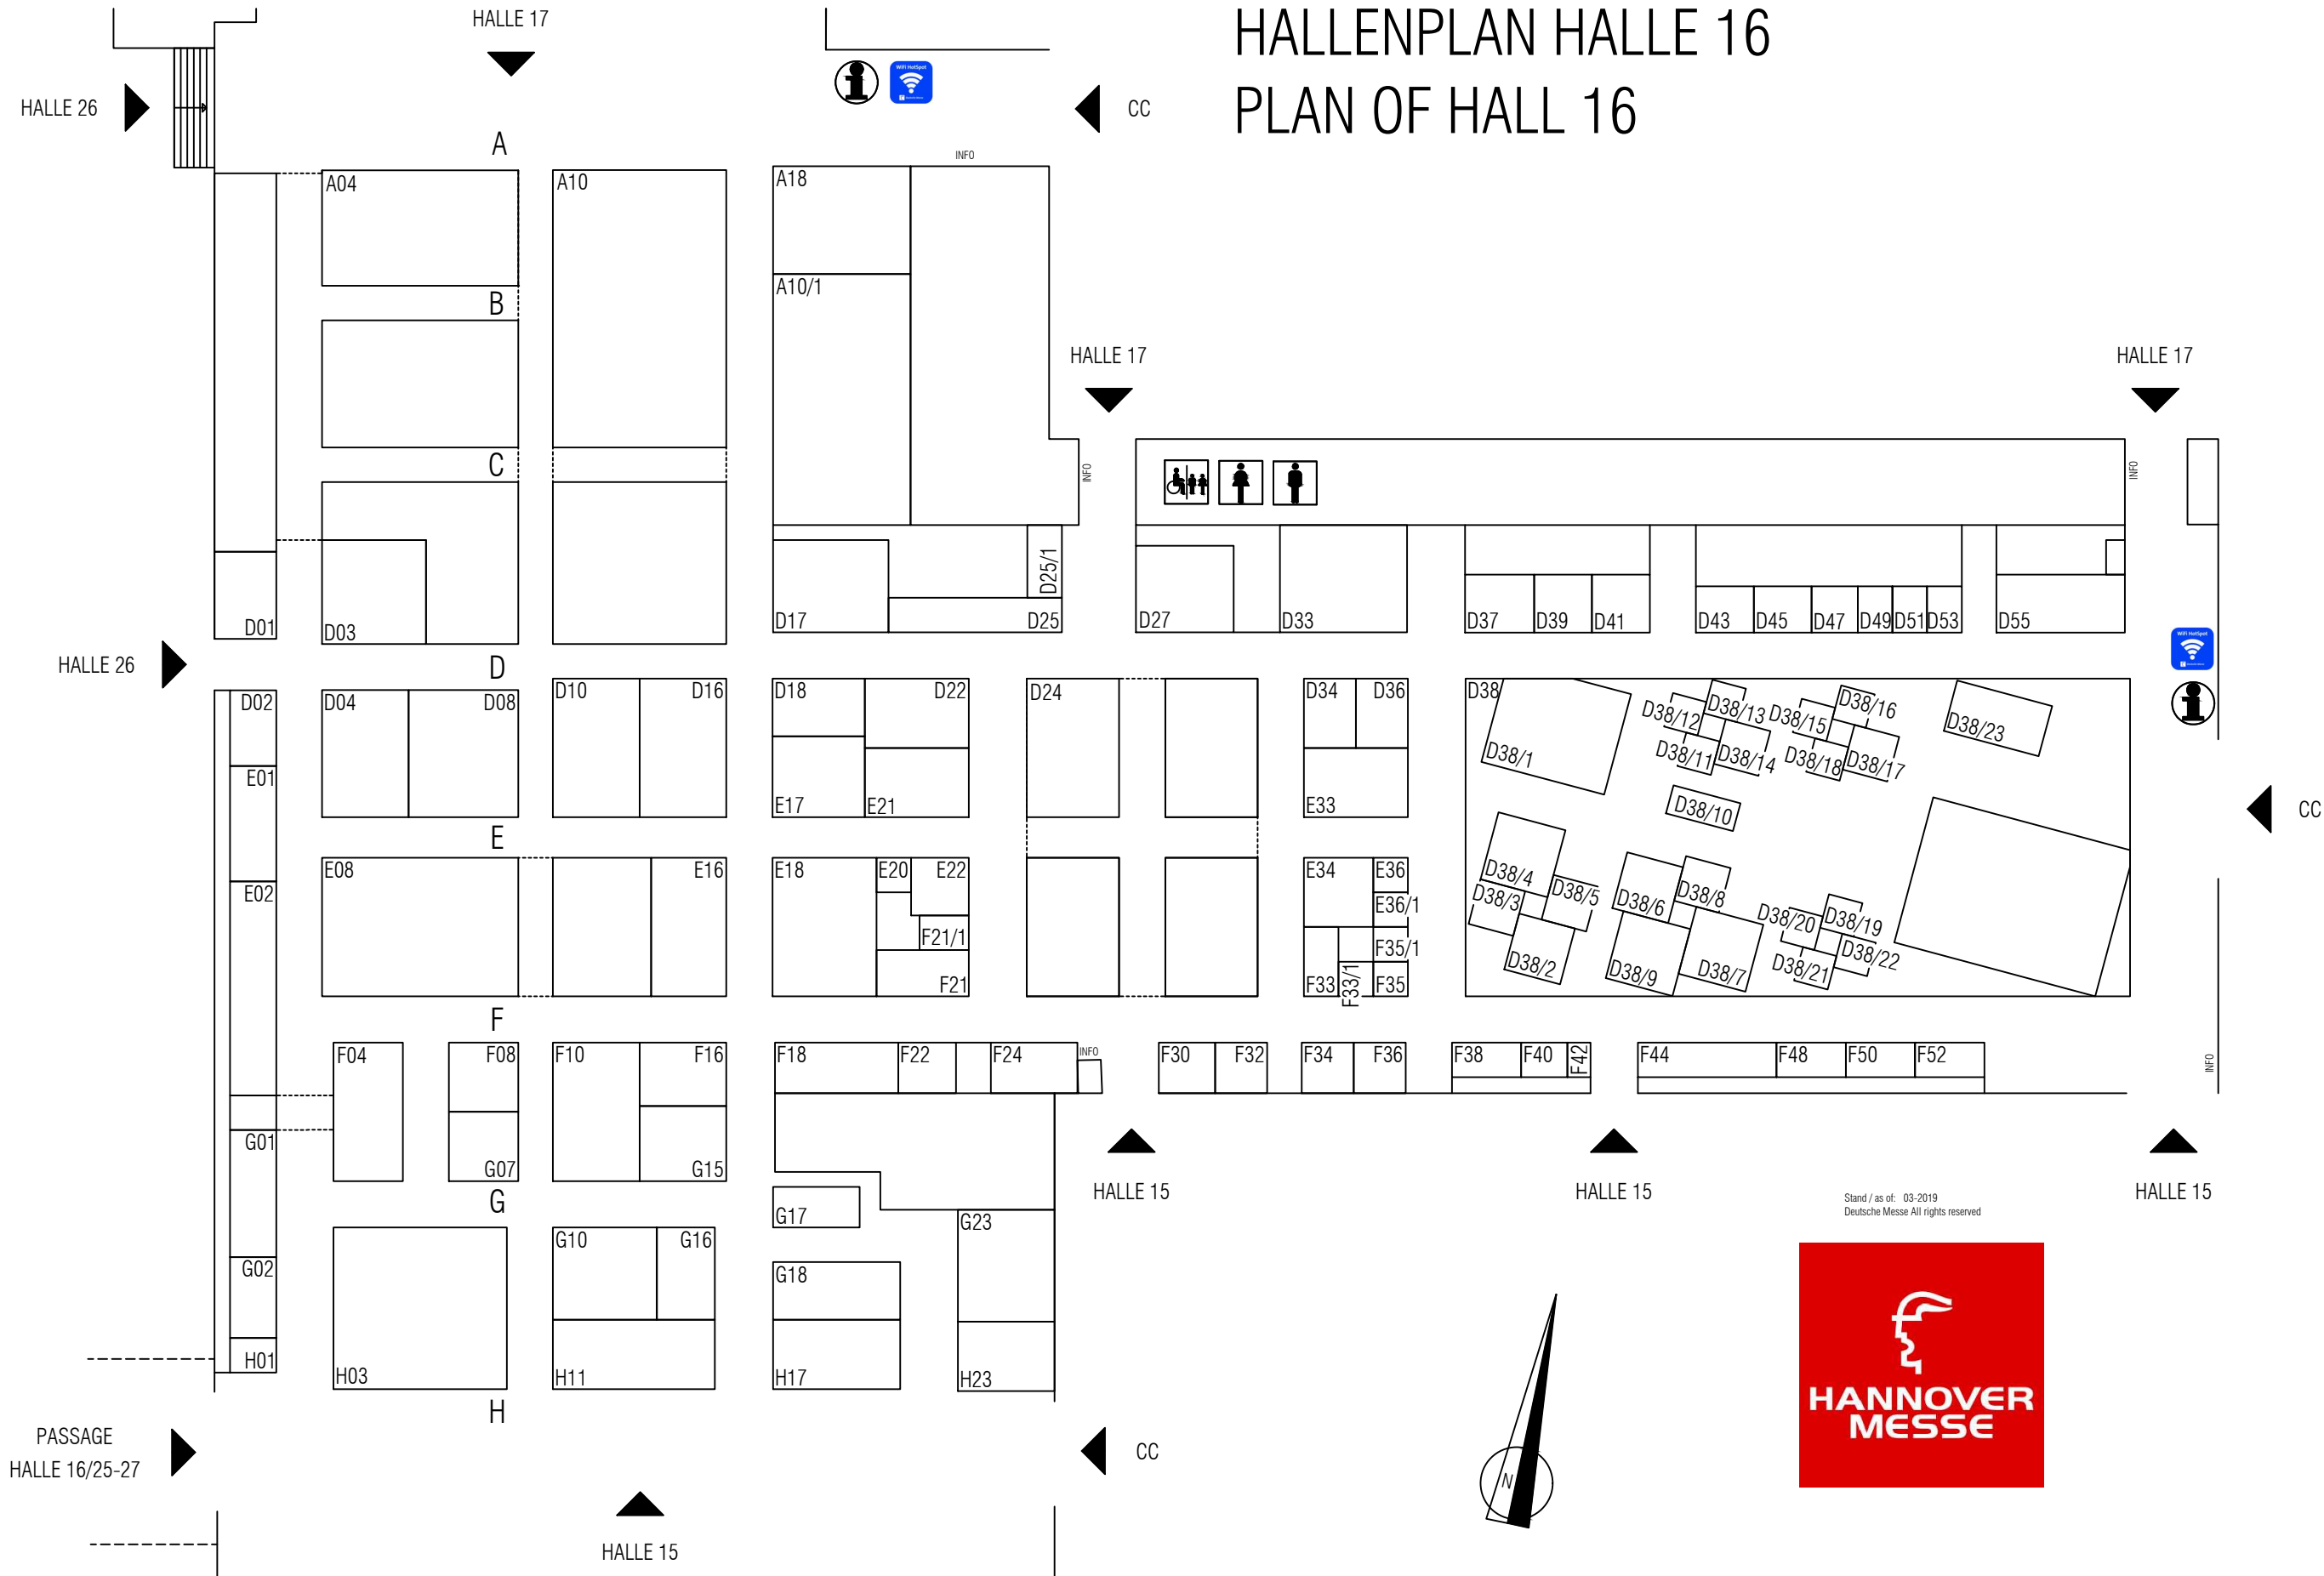 HALLENPLAN HALLE 16
PLAN OF HALL 16
HALLE 17
WiFi HotSpot
HALLE 26
CC
A
INFO
A04
A10
A18
A10/1
B
HALLE 17
HALLE 17
C
INFO
INFO
D25/1
D01
D03
D17
D25
D27
D33
D37
D39
D41
D43
D45
D47
D49
D51
D53
D55
HALLE 26
D
WiFi HotSpot
D02
D04
D08
D10
D16
D18
D22
D24
D34
D36
D38
D38/1
D38/12
D38/13
D38/11
D38/14
D38/15
D38/16
D38/18
D38/17
D38/23
E01
E17
E21
E33
D38/10
CC
E
E02
E08
E16
E18
E20
E22
F21/1
F21
E34
E36
E36/1
F35/1
F33
F33/1
F35
D38/4
D38/3
D38/5
D38/2
D38/6
D38/8
D38/9
D38/7
D38/20
D38/19
D38/21
D38/22
F
F04
F08
F10
F16
F18
F22
F24
INFO
F30
F32
F34
F36
F38
F40
F42
F44
F48
F50
F52
INFO
G01
G07
G15
G
HALLE 15
HALLE 15
HALLE 15
Stand / as of: 03-2019
Deutsche Messe All rights reserved
G17
G23
G02
G10
G16
G18
H01
H03
H11
H17
H23
H
N
HANNOVER
MESSE
PASSAGE
HALLE 16/25-27
CC
HALLE 15